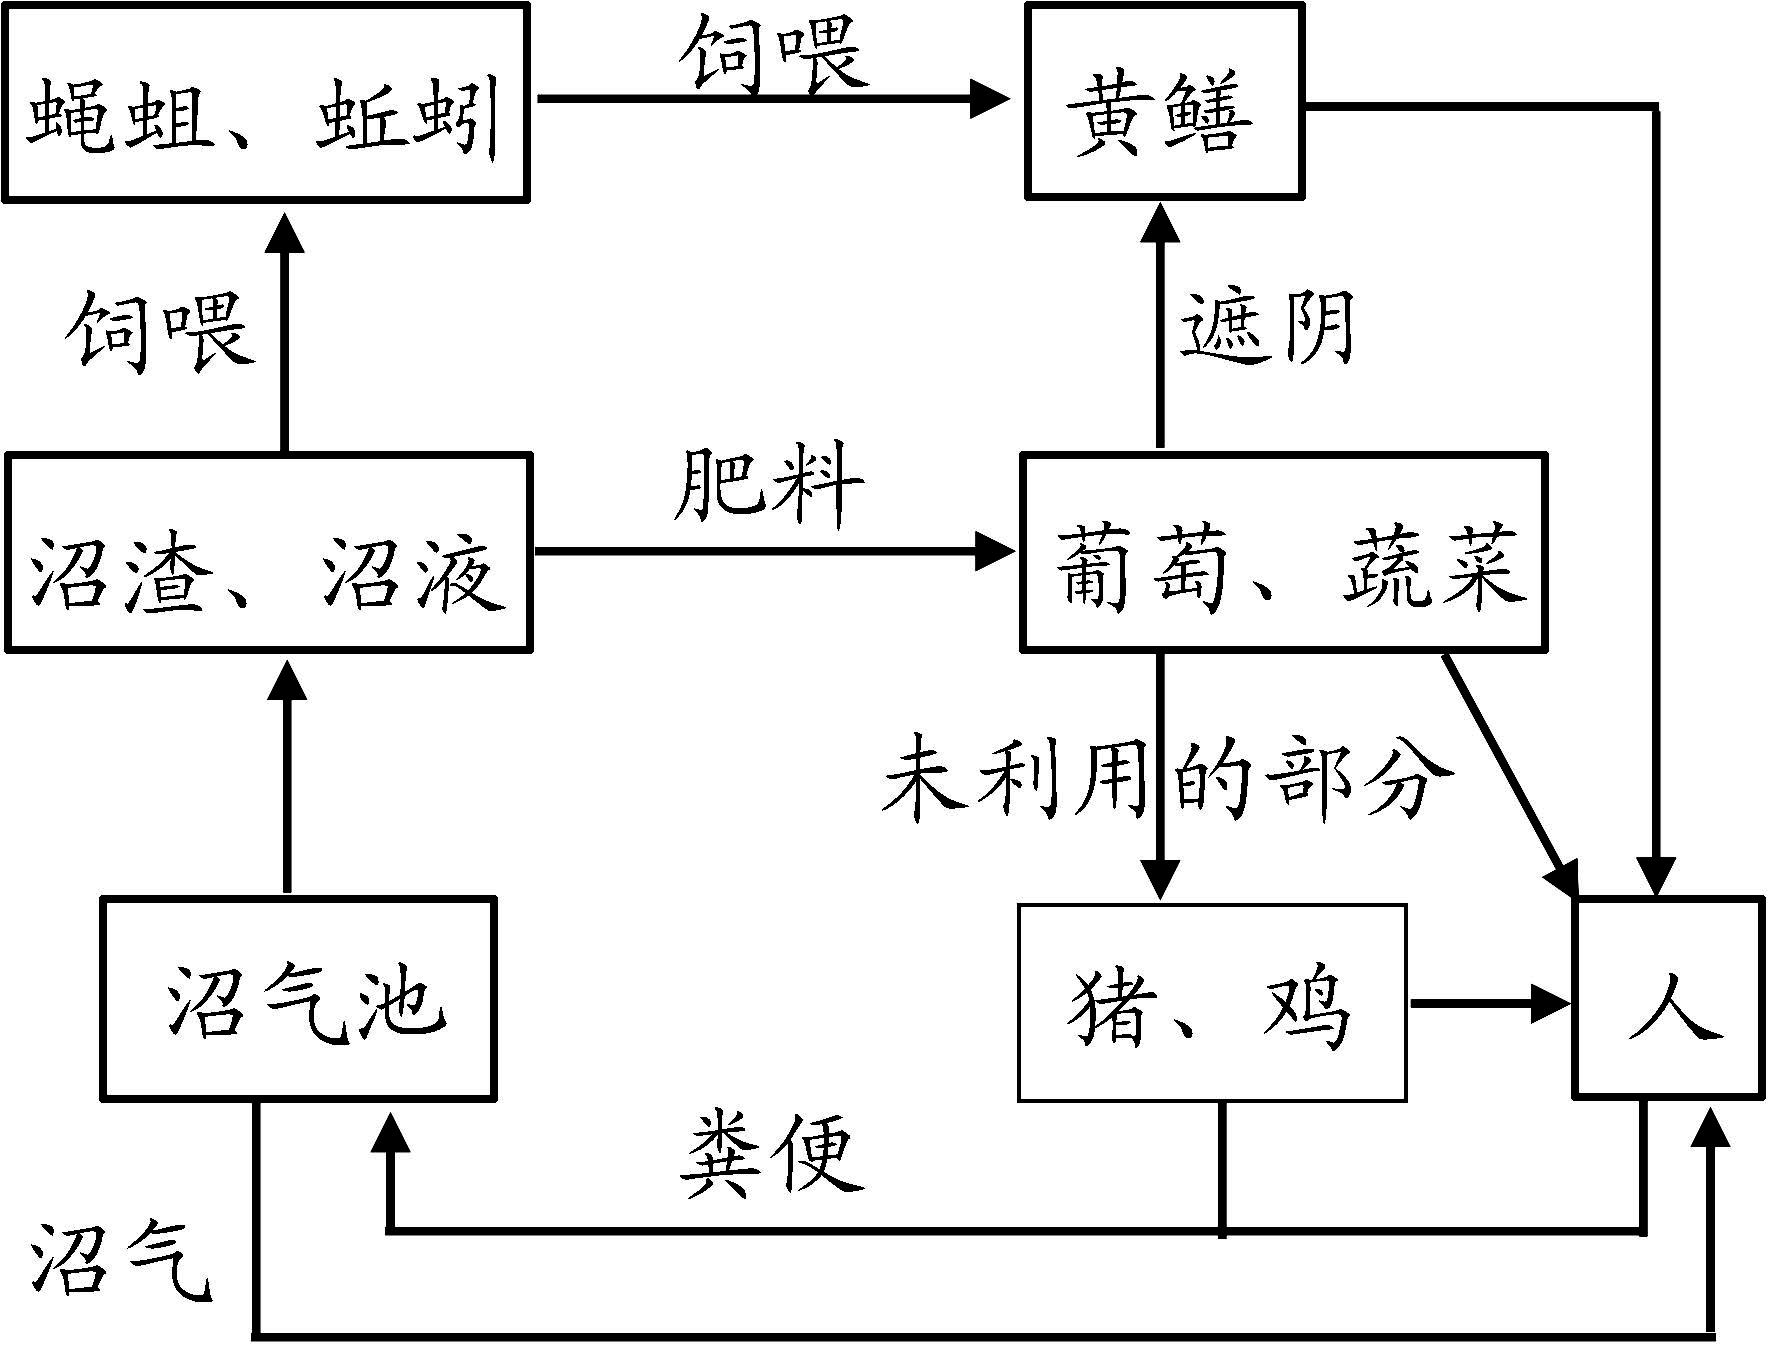 饲喂
蝇蛆、蚯蚓
黄鳝
饲喂
遮阴
肥料
沼渣、沼液
葡萄、蔬菜
未利用的部分
沼气池
猪、鸡
人
粪便
沼气